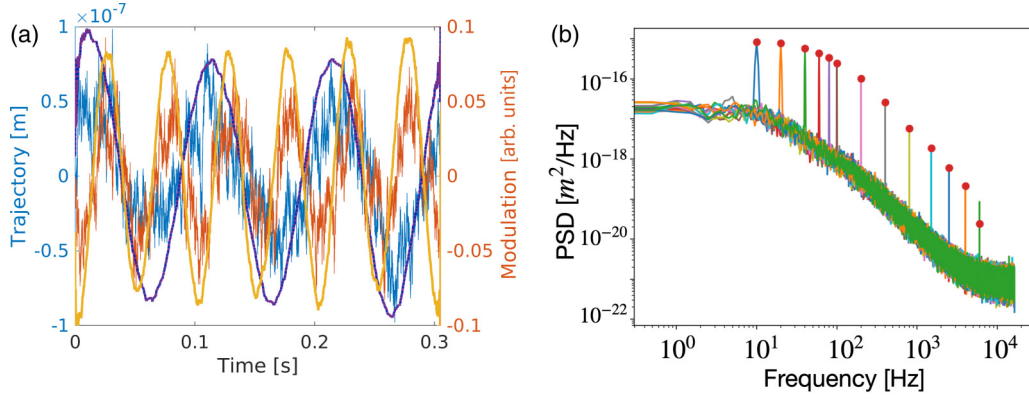 (a)
×10⁻⁷
1
0.5
0
-0.5
-1
Trajectory [m]
0.1
0.05
0
-0.05
-0.1
Modulation [arb. units]
0 0.1 0.2 0.3
Time [s]
(b)
10⁻¹⁶
10⁻¹⁸
10⁻²⁰
10⁻²²
PSD [m²/Hz]
10⁰ 10¹ 10² 10³ 10⁴
Frequency [Hz]